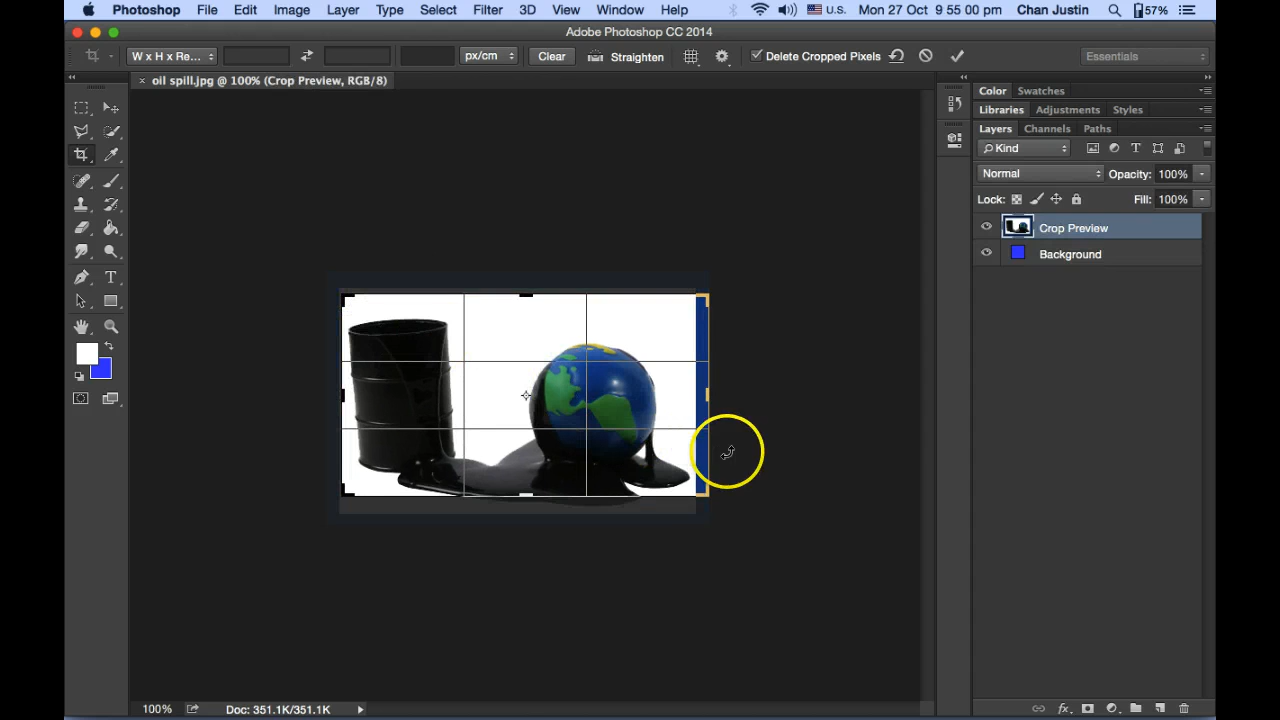 Photoshop File Edit Image Layer Type Select Filter 3D View Window Help U.S. Mon 27 Oct 9 55 00 pm Chan Justin 57%
Adobe Photoshop CC 2014
W x H x Re... px/cm Clear Straighten Delete Cropped Pixels Essentials
× oil spill.jpg @ 100% (Crop Preview, RGB/8)
Color Swatches
Libraries Adjustments Styles
Layers Channels Paths
Kind
Normal Opacity: 100%
Lock: Fill: 100%
Crop Preview
Background
100% Doc: 351.1K/351.1K